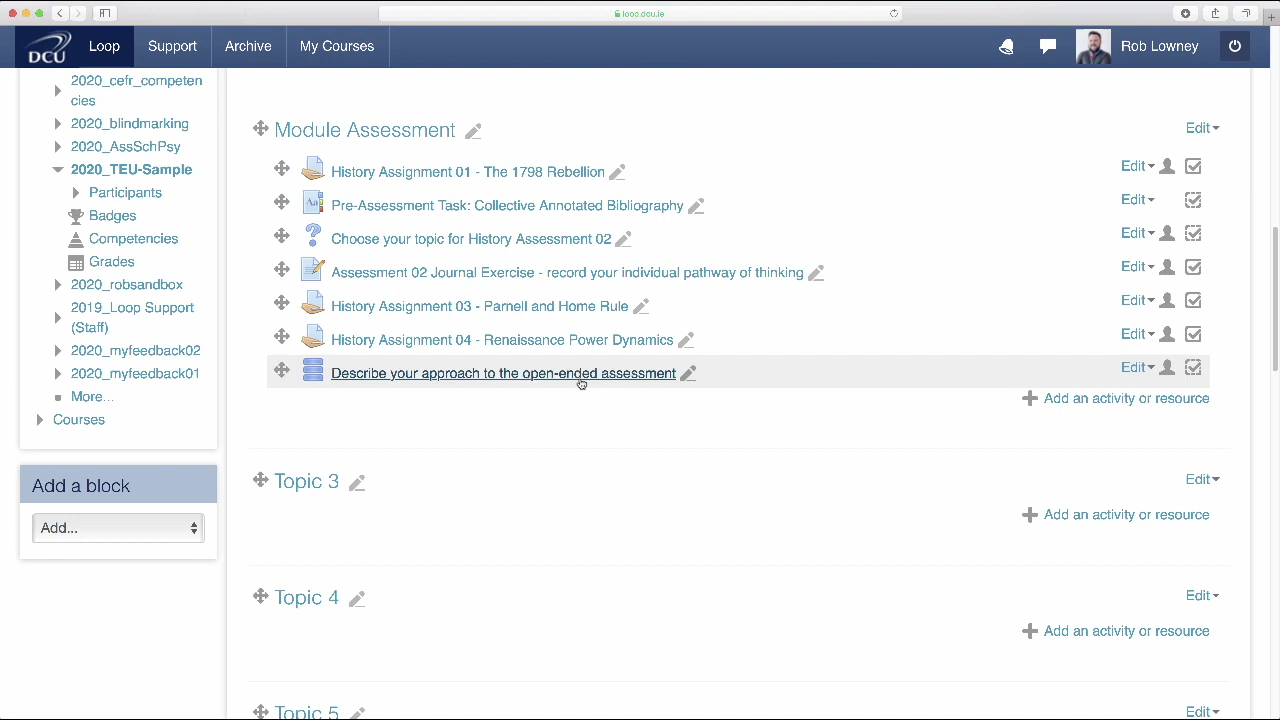 loop.dcu.ie
DCU
Loop
Support
Archive
My Courses
Rob Lowney
2020_cefr_competen
cies
2020_blindmarking
2020_AssSchPsy
2020_TEU-Sample
Participants
Badges
Competencies
Grades
2020_robsandbox
2019_Loop Support
(Staff)
2020_myfeedback02
2020_myfeedback01
More...
Courses
Add a block
Add...
Module Assessment
Edit
History Assignment 01 - The 1798 Rebellion
Edit
Pre-Assessment Task: Collective Annotated Bibliography
Edit
Choose your topic for History Assessment 02
Edit
Assessment 02 Journal Exercise - record your individual pathway of thinking
Edit
History Assignment 03 - Parnell and Home Rule
Edit
History Assignment 04 - Renaissance Power Dynamics
Edit
Describe your approach to the open-ended assessment
Edit
Add an activity or resource
Topic 3
Edit
Add an activity or resource
Topic 4
Edit
Add an activity or resource
Topic 5
Edit